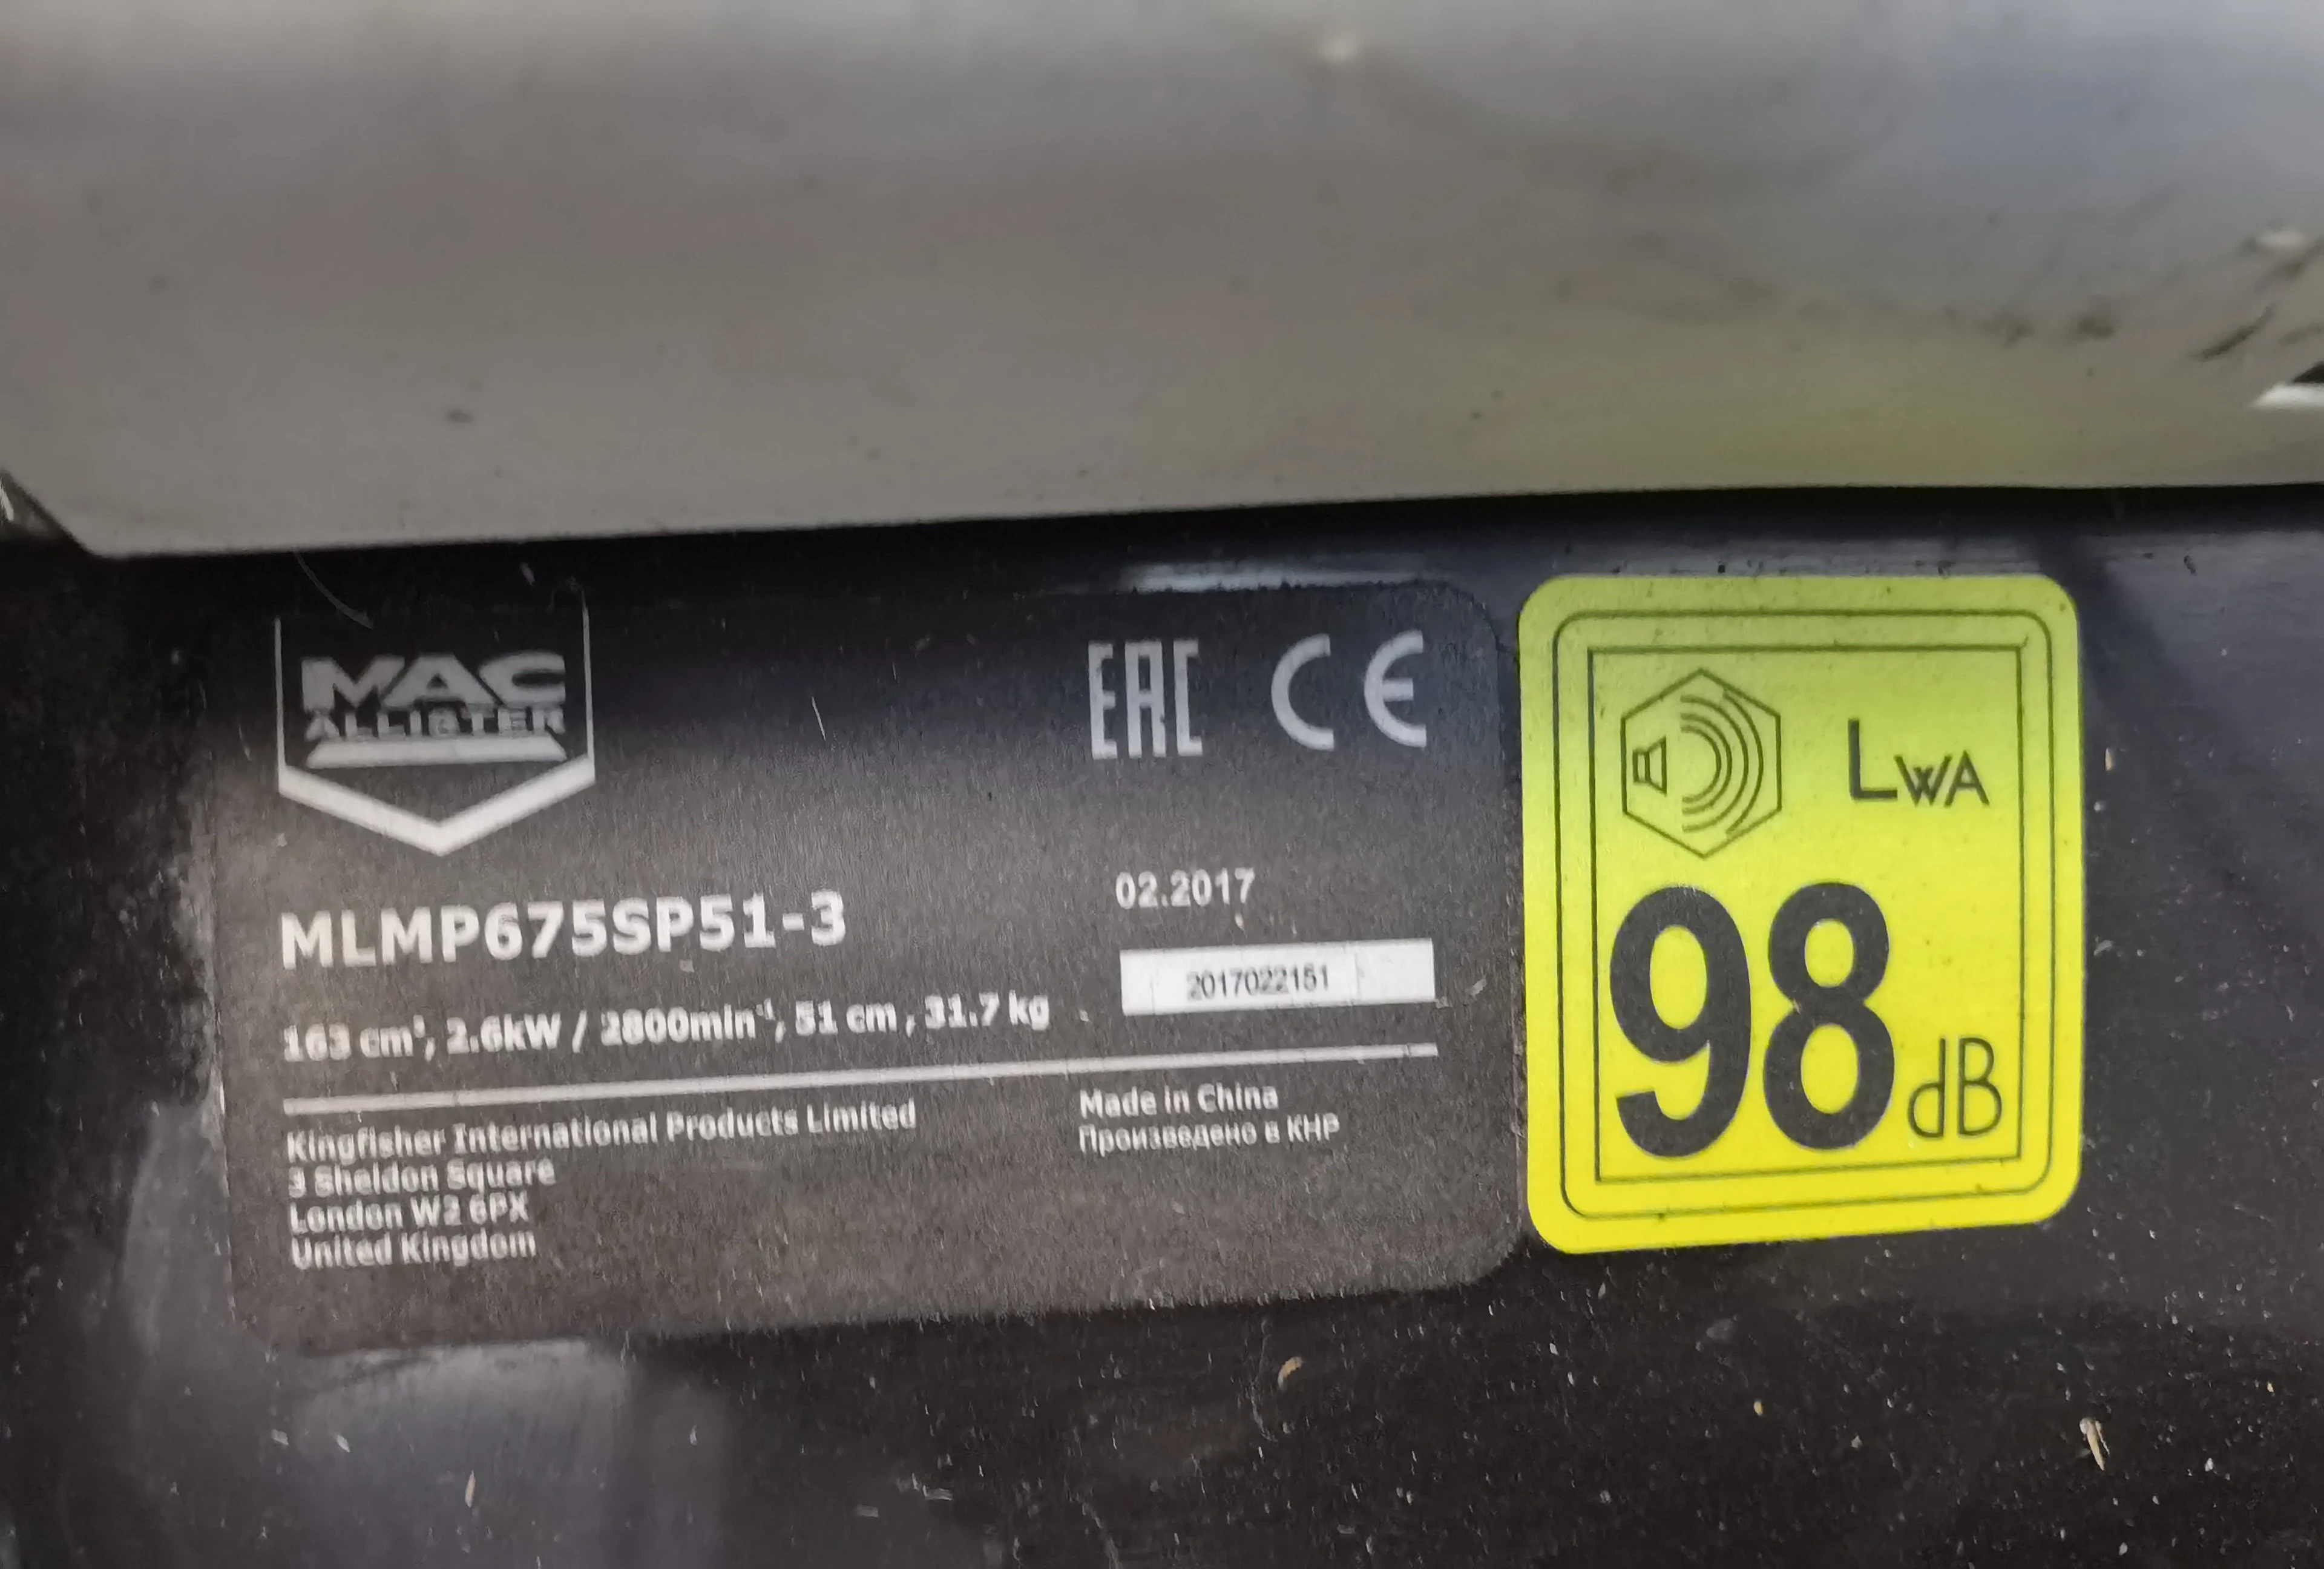 MAC
ALLISTER
EAC CE
MLMP675SP51-3
02.2017
2017022151
163 cm³, 2.6kW / 2800min⁻¹, 51 cm , 31.7 kg
Kingfisher International Products Limited
3 Sheldon Square
London W2 6PX
United Kingdom
Made in China
Произведено в КНР
LWA
98 dB